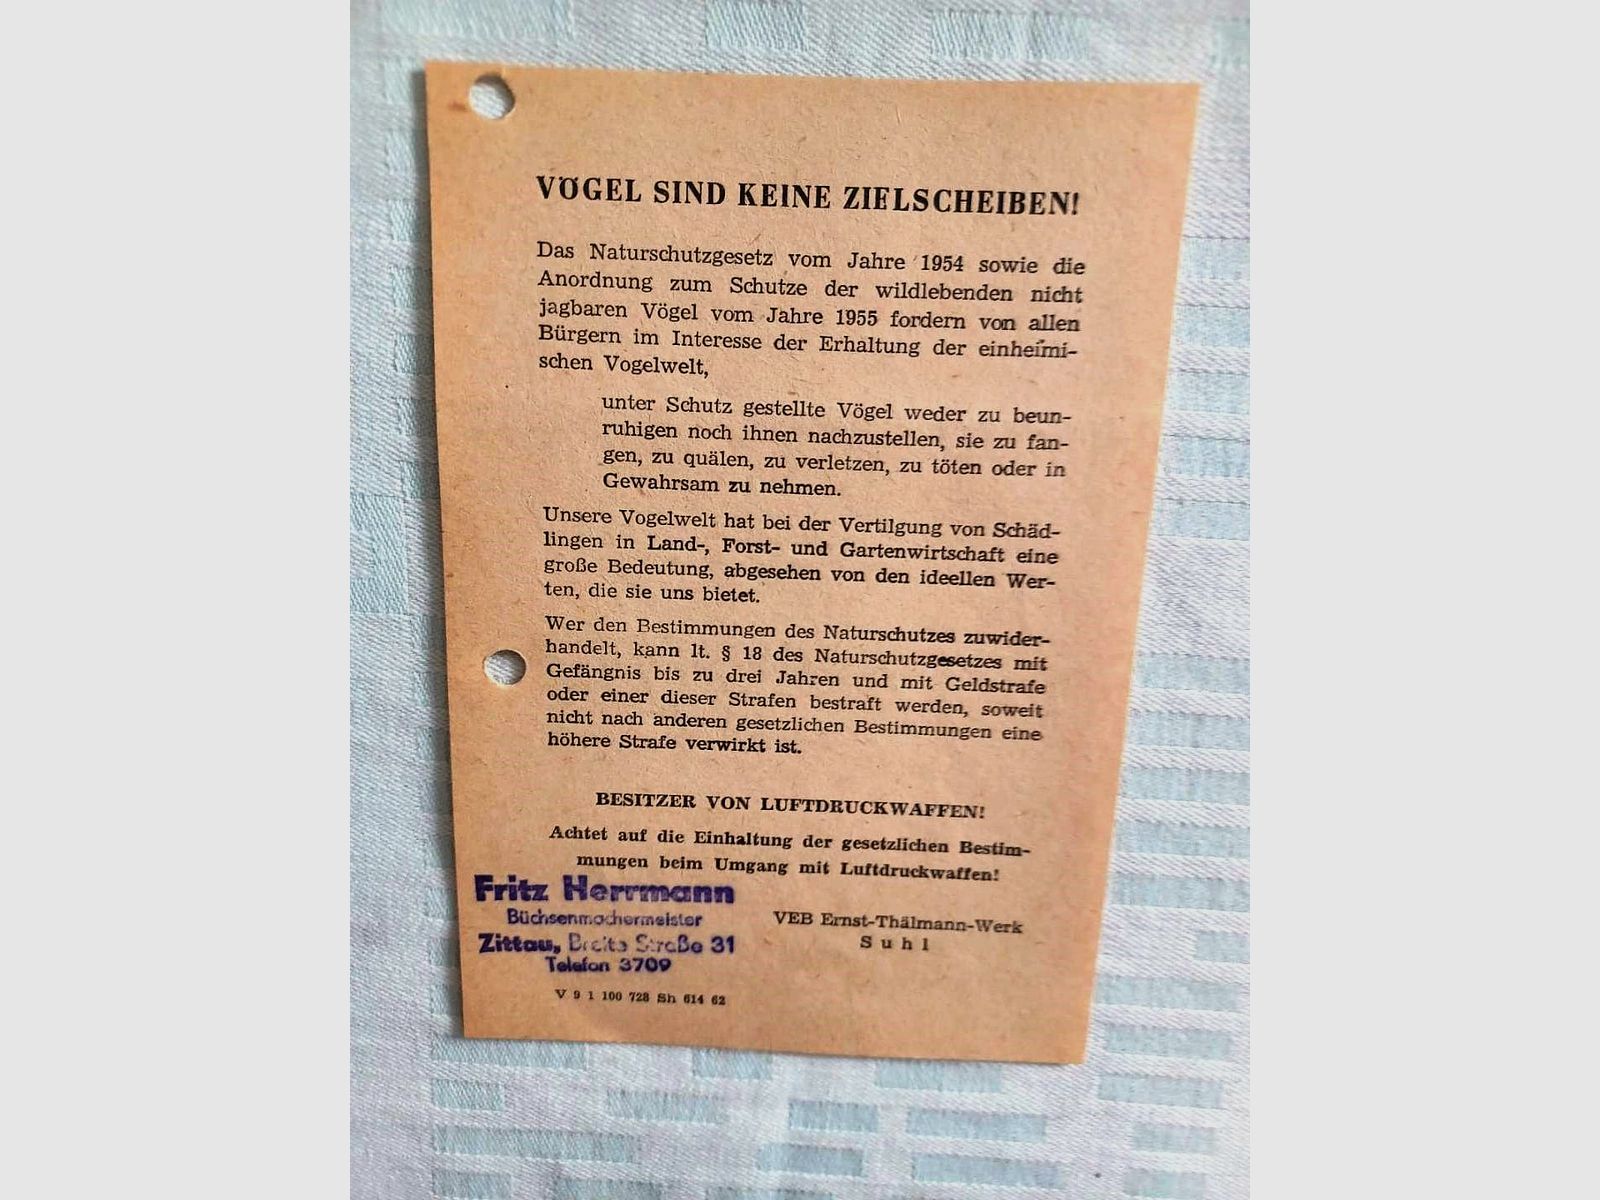 VÖGEL SIND KEINE ZIELSCHEIBEN!
Das Naturschutzgesetz vom Jahre 1954 sowie die
Anordnung zum Schutze der wildlebenden nicht
jagbaren Vögel vom Jahre 1955 fordern von allen
Bürgern im Interesse der Erhaltung der einheimi-
schen Vogelwelt,
unter Schutz gestellte Vögel weder zu beun-
ruhigen noch ihnen nachzustellen, sie zu fan-
gen, zu quälen, zu verletzen, zu töten oder in
Gewahrsam zu nehmen.
Unsere Vogelwelt hat bei der Vertilgung von Schäd-
lingen in Land-, Forst- und Gartenwirtschaft eine
große Bedeutung, abgesehen von den ideellen Wer-
ten, die sie uns bietet.
Wer den Bestimmungen des Naturschutzes zuwider-
handelt, kann lt. § 18 des Naturschutzgesetzes mit
Gefängnis bis zu drei Jahren und mit Geldstrafe
oder einer dieser Strafen bestraft werden, soweit
nicht nach anderen gesetzlichen Bestimmungen eine
höhere Strafe verwirkt ist.
BESITZER VON LUFTDRUCKWAFFEN!
Achtet auf die Einhaltung der gesetzlichen Bestim-
mungen beim Umgang mit Luftdruckwaffen!
Fritz Herrmann
Büchsenmachermeister
Zittau, Breite Straße 31
Telefon 3709
VEB Ernst-Thälmann-Werk
Suhl
V 9 1 100 728 Sh 614 62